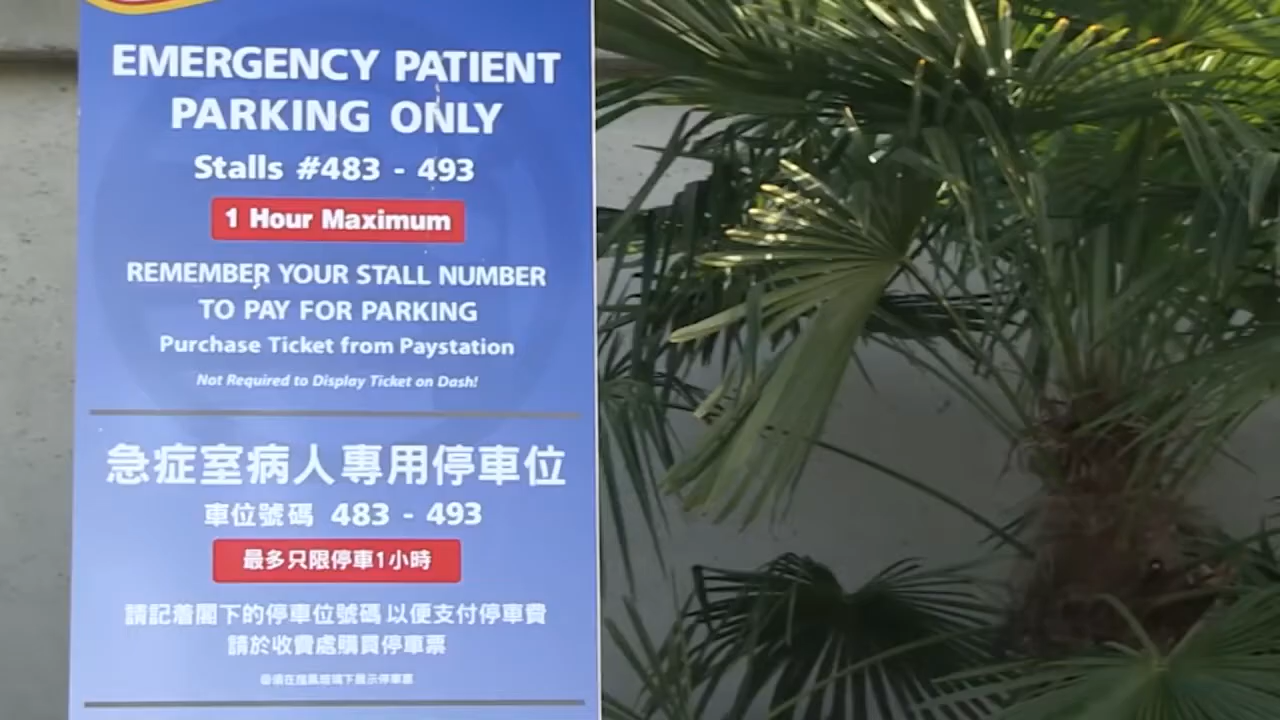 EMERGENCY PATIENT
PARKING ONLY
Stalls #483 - 493
1 Hour Maximum
REMEMBER YOUR STALL NUMBER
TO PAY FOR PARKING
Purchase Ticket from Paystation
Not Required to Display Ticket on Dash!
急症室病人專用停車位
車位號碼 483 - 493
最多只限停車1小時
請記着閣下的停車位號碼 以便支付停車費
請於收費處購買停車票